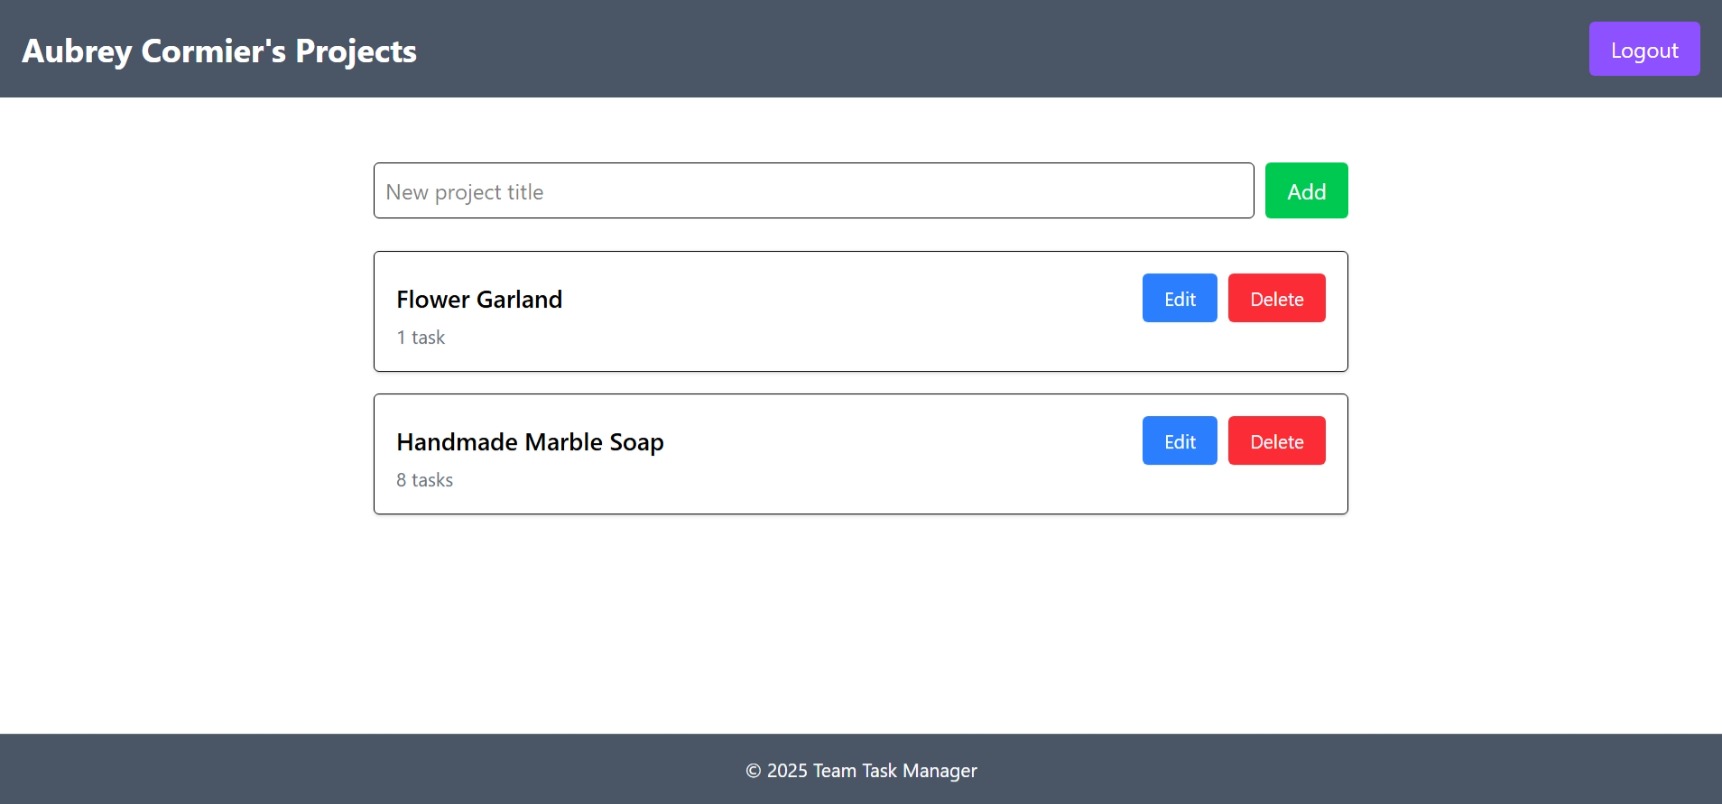 Aubrey Cormier's Projects
Logout
New project title
Add
Flower Garland
Edit
Delete
1 task
Handmade Marble Soap
Edit
Delete
8 tasks
© 2025 Team Task Manager